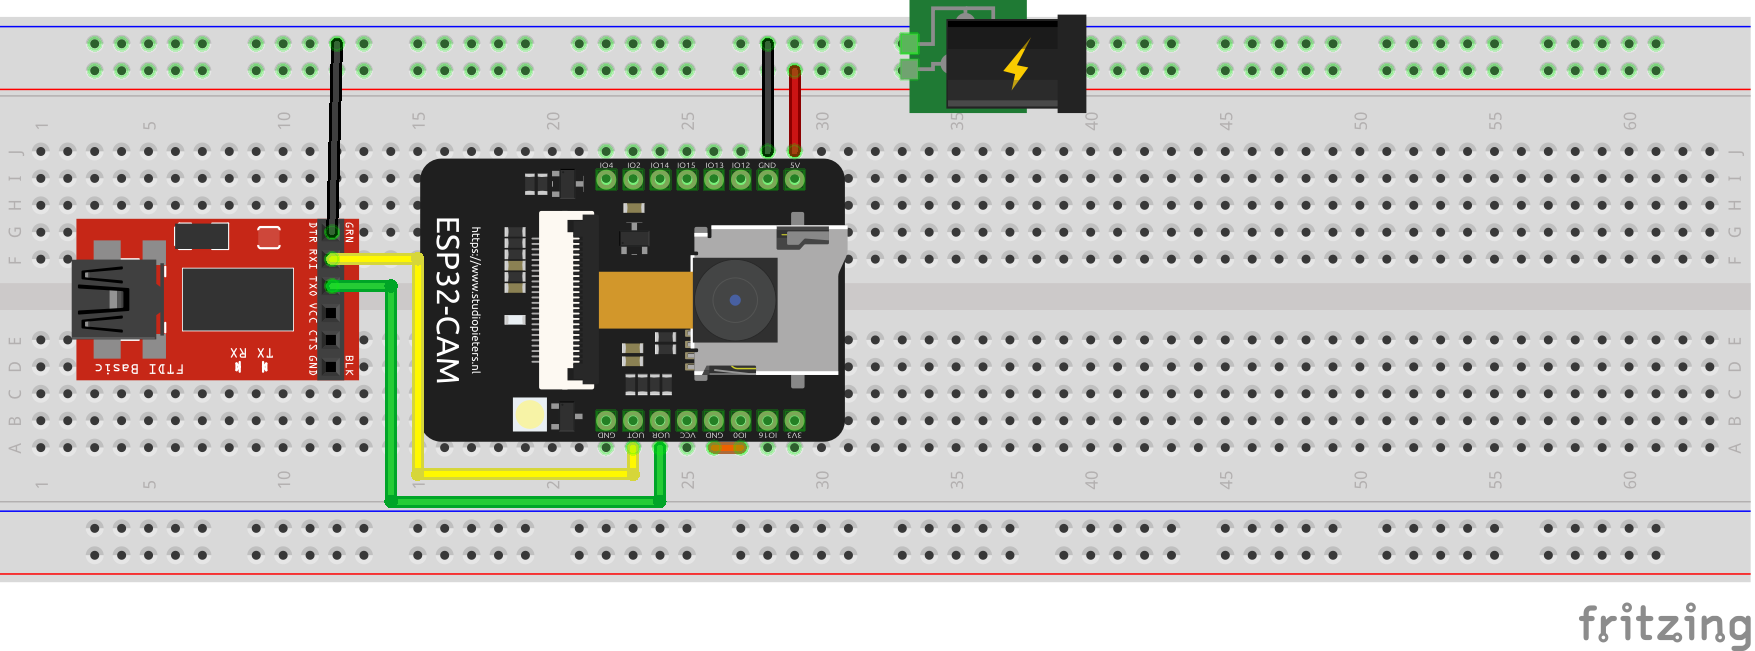 1 5 10 15 20 25 30 35 40 45 50 55 60
J J
I I
H H
G G
F F
E E
D D
C C
B B
A A
IO4 IO2 IO14 IO15 IO13 IO12 GND 5V
ESP32-CAM
https://www.studiopieters.nl
GND UOT UOR VCC GND IO0 IO16 3V3
DTR RXI TXO VCC CTS GND
GRN
BLK
TX RX
FTDI Basic
1 5 10 1 2 25 30 35 40 45 50 55 60
fritzing